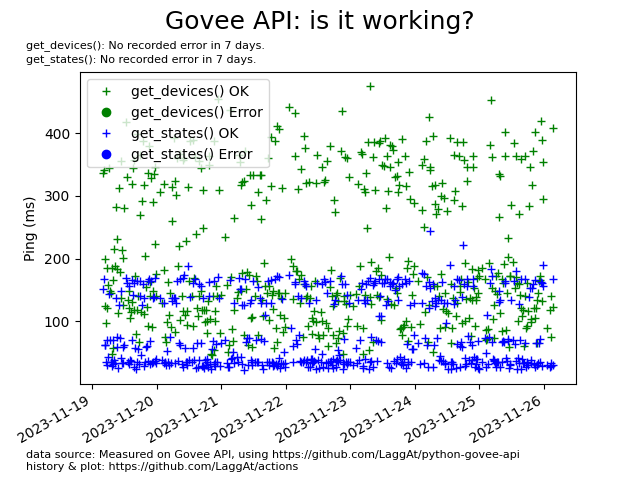 Govee API: is it working?
get_devices(): No recorded error in 7 days.
get_states(): No recorded error in 7 days.
get_devices() OK
get_devices() Error
get_states() OK
get_states() Error
400
300
200
100
Ping (ms)
2023-11-19
2023-11-20
2023-11-21
2023-11-22
2023-11-23
2023-11-24
2023-11-25
2023-11-26
data source: Measured on Govee API, using https://github.com/LaggAt/python-govee-api
history & plot: https://github.com/LaggAt/actions